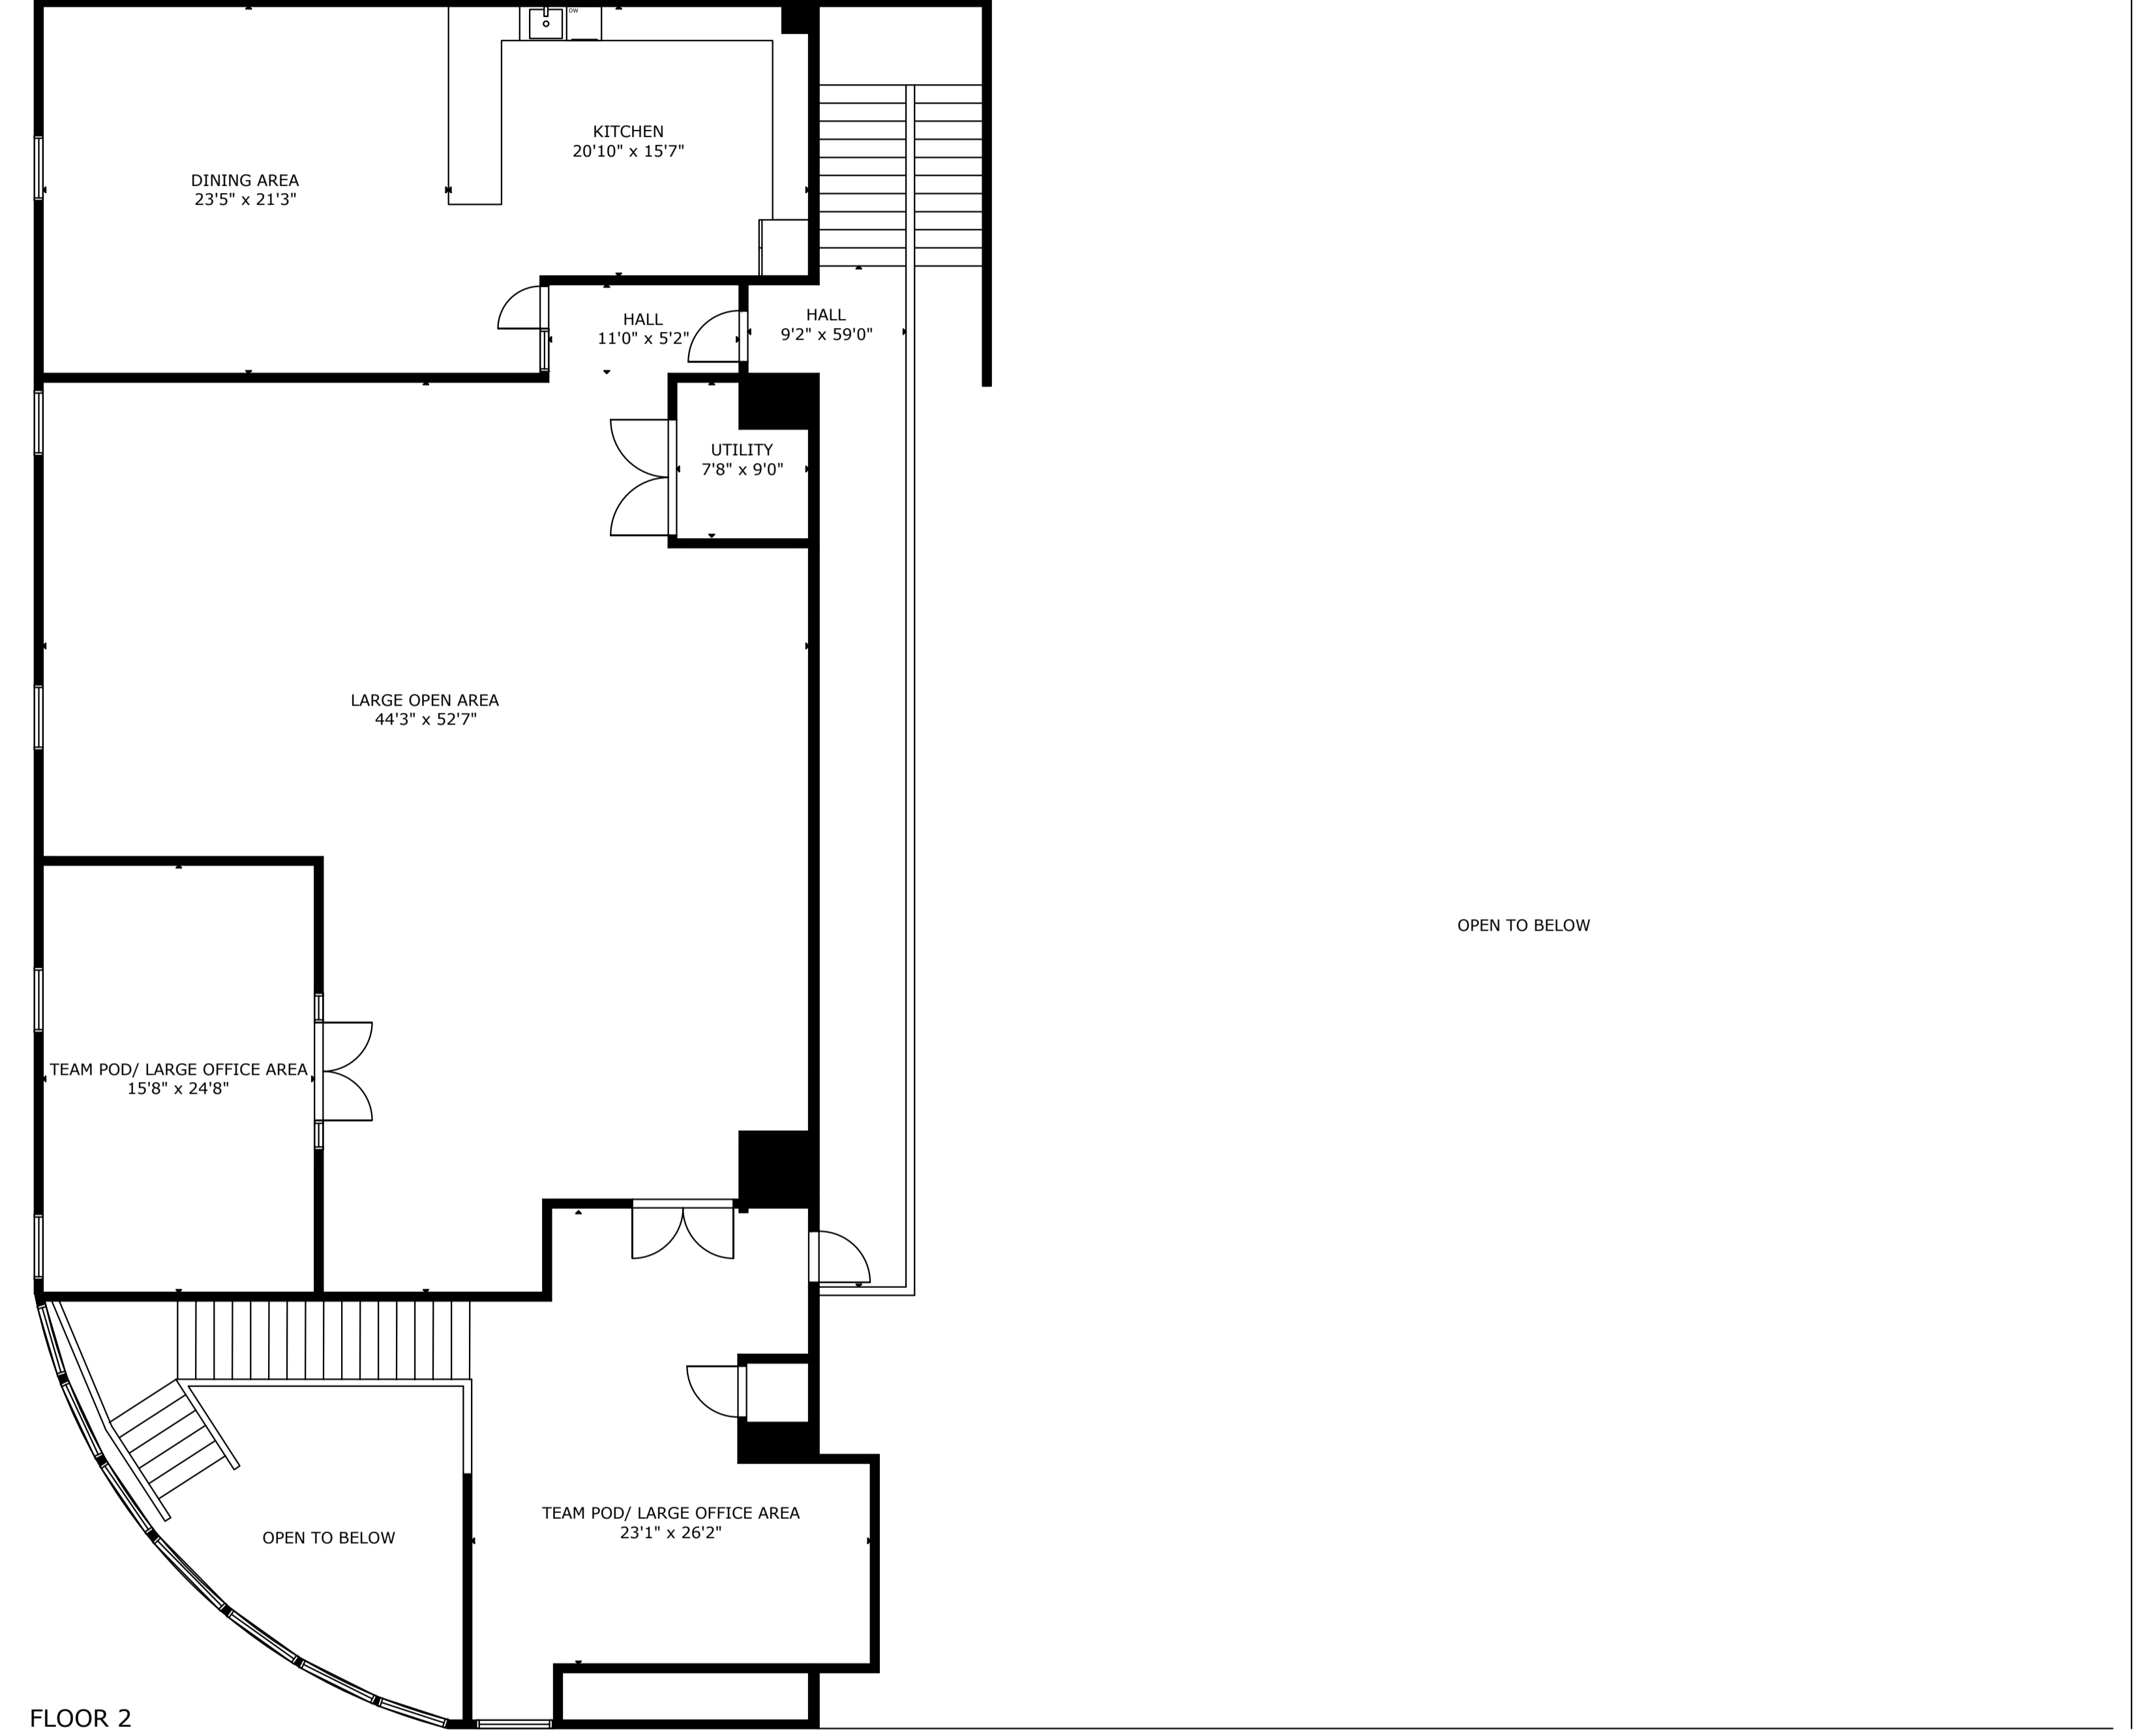 DW
KITCHEN
20'10" x 15'7"
DINING AREA
23'5" x 21'3"
HALL
11'0" x 5'2"
HALL
9'2" x 59'0"
UTILITY
7'8" x 9'0"
LARGE OPEN AREA
44'3" x 52'7"
OPEN TO BELOW
TEAM POD/ LARGE OFFICE AREA
15'8" x 24'8"
TEAM POD/ LARGE OFFICE AREA
23'1" x 26'2"
OPEN TO BELOW
FLOOR 2